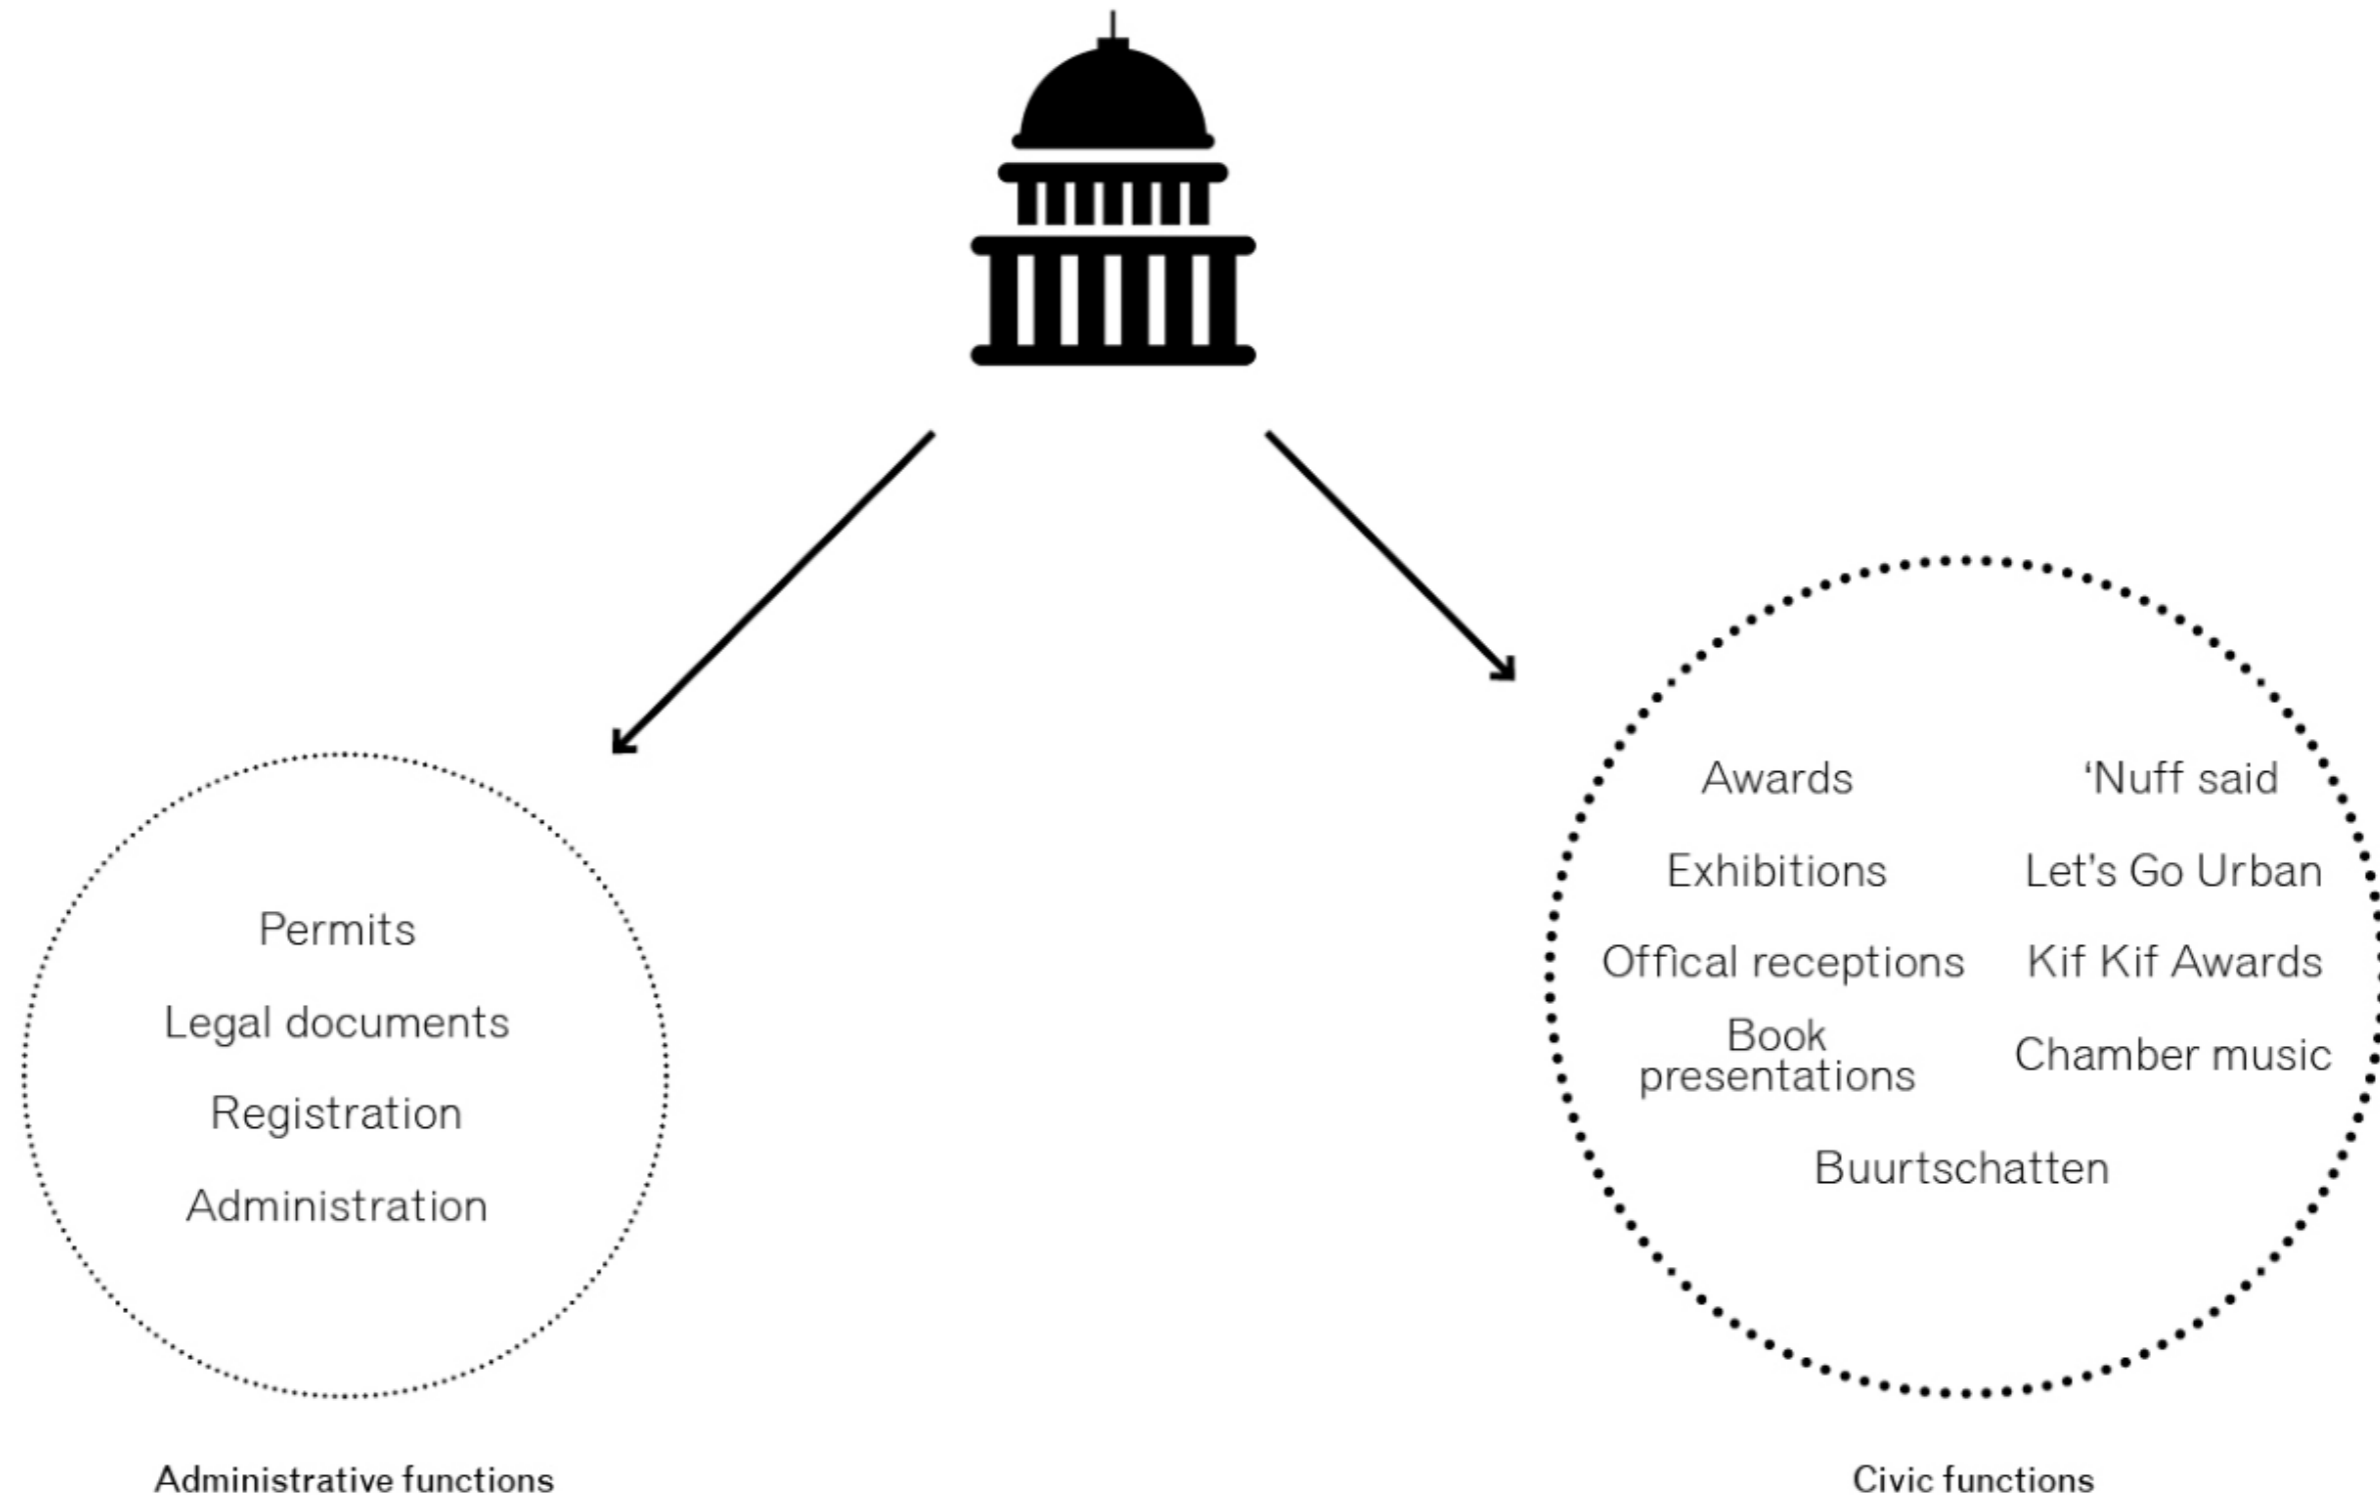 Permits
Legal documents
Registration
Administration
Administrative functions
Awards
Exhibitions
Offical receptions
Book
presentations
‘Nuff said
Let's Go Urban
Kif Kif Awards
Chamber music
Buurtschatten
Civic functions